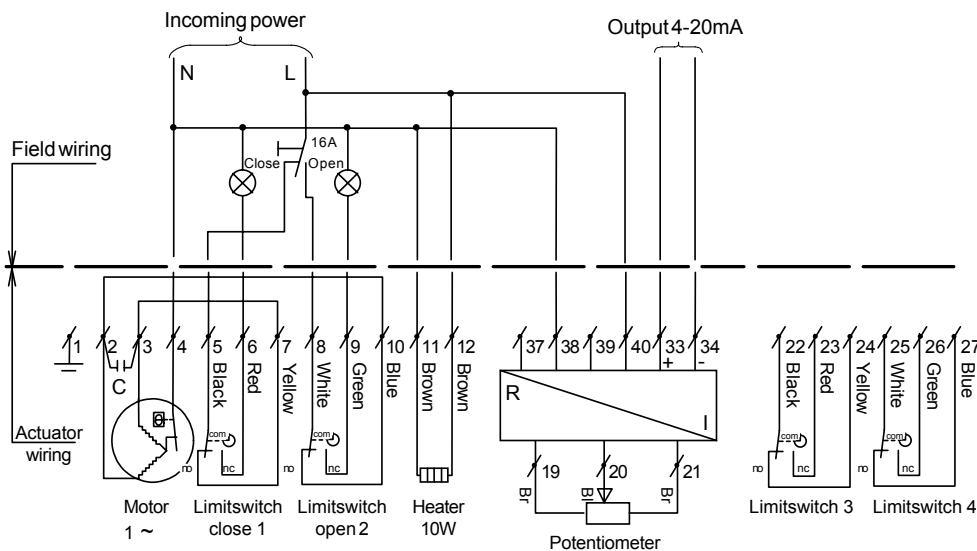 Incoming power
Output 4-20mA
N L
16A
Close Open
Field wiring
1 2 3 4 5 6 7 8 9 10 11 12 37 38 39 40 33 34 22 23 24 25 26 27
+ -
C
Black Red Yellow White Green Blue Brown Brown
Black Red Yellow White Green Blue
R I
Actuator
wiring
com com com com
no nc no nc no nc no nc
19 20 21
Br Bl Br
Motor
1 ~
Limitswitch
close 1
Limitswitch
open 2
Heater
10W
Potentiometer
Limitswitch 3
Limitswitch 4